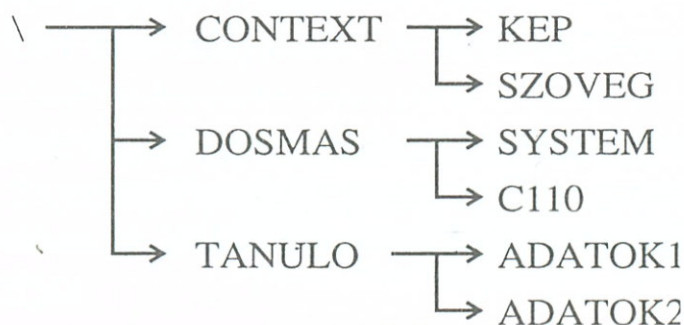 \ CONTEXT KEP
SZOVEG
DOSMAS SYSTEM
C110
TANULO ADATOK1
ADATOK2